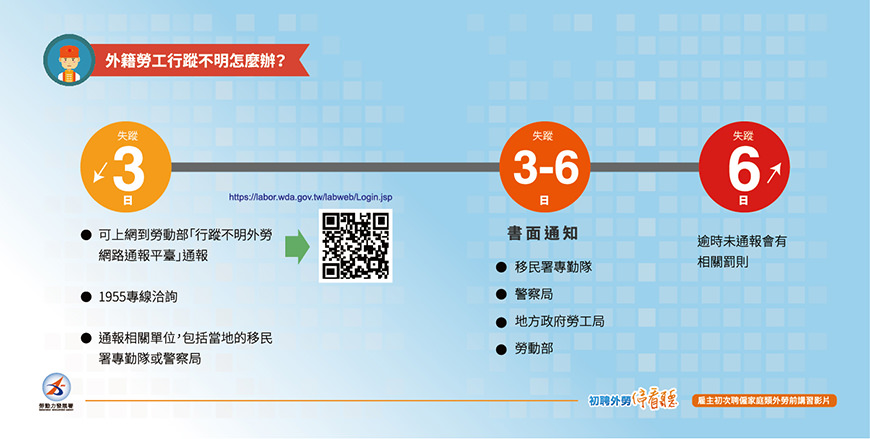 外籍勞工行蹤不明怎麼辦?
失蹤
3
日
失蹤
3-6
日
失蹤
6
日
https://labor.wda.gov.tw/labweb/Login.jsp
● 可上網到勞動部「行蹤不明外勞
網路通報平臺」通報
● 1955專線洽詢
● 通報相關單位，包括當地的移民
署專勤隊或警察局
書面通知
● 移民署專勤隊
● 警察局
● 地方政府勞工局
● 勞動部
逾時未通報會有
相關罰則
勞動力發展署
初聘外勞停看聽
雇主初次聘僱家庭類外勞前講習影片